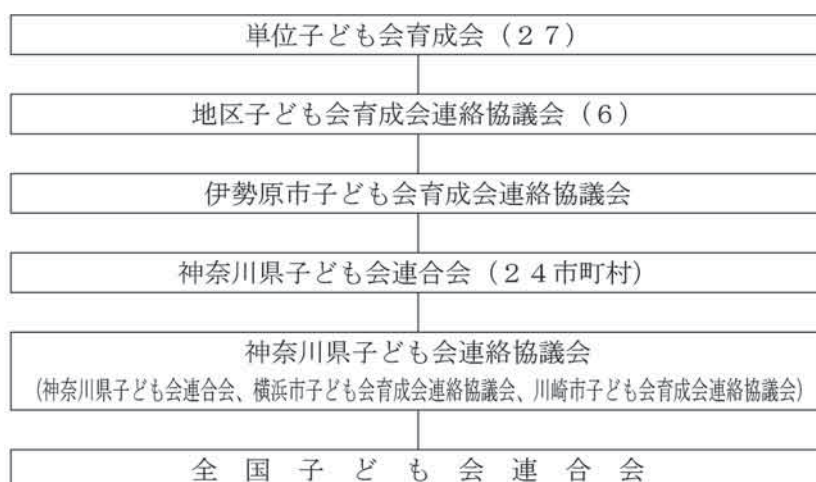 単位子ども会育成会（２７）
地区子ども会育成会連絡協議会（６）
伊勢原市子ども会育成会連絡協議会
神奈川県子ども会連合会（２４市町村）
神奈川県子ども会連絡協議会
（神奈川県子ども会連合会、横浜市子ども会育成会連絡協議会、川崎市子ども会育成会連絡協議会）
全国子ども会連合会